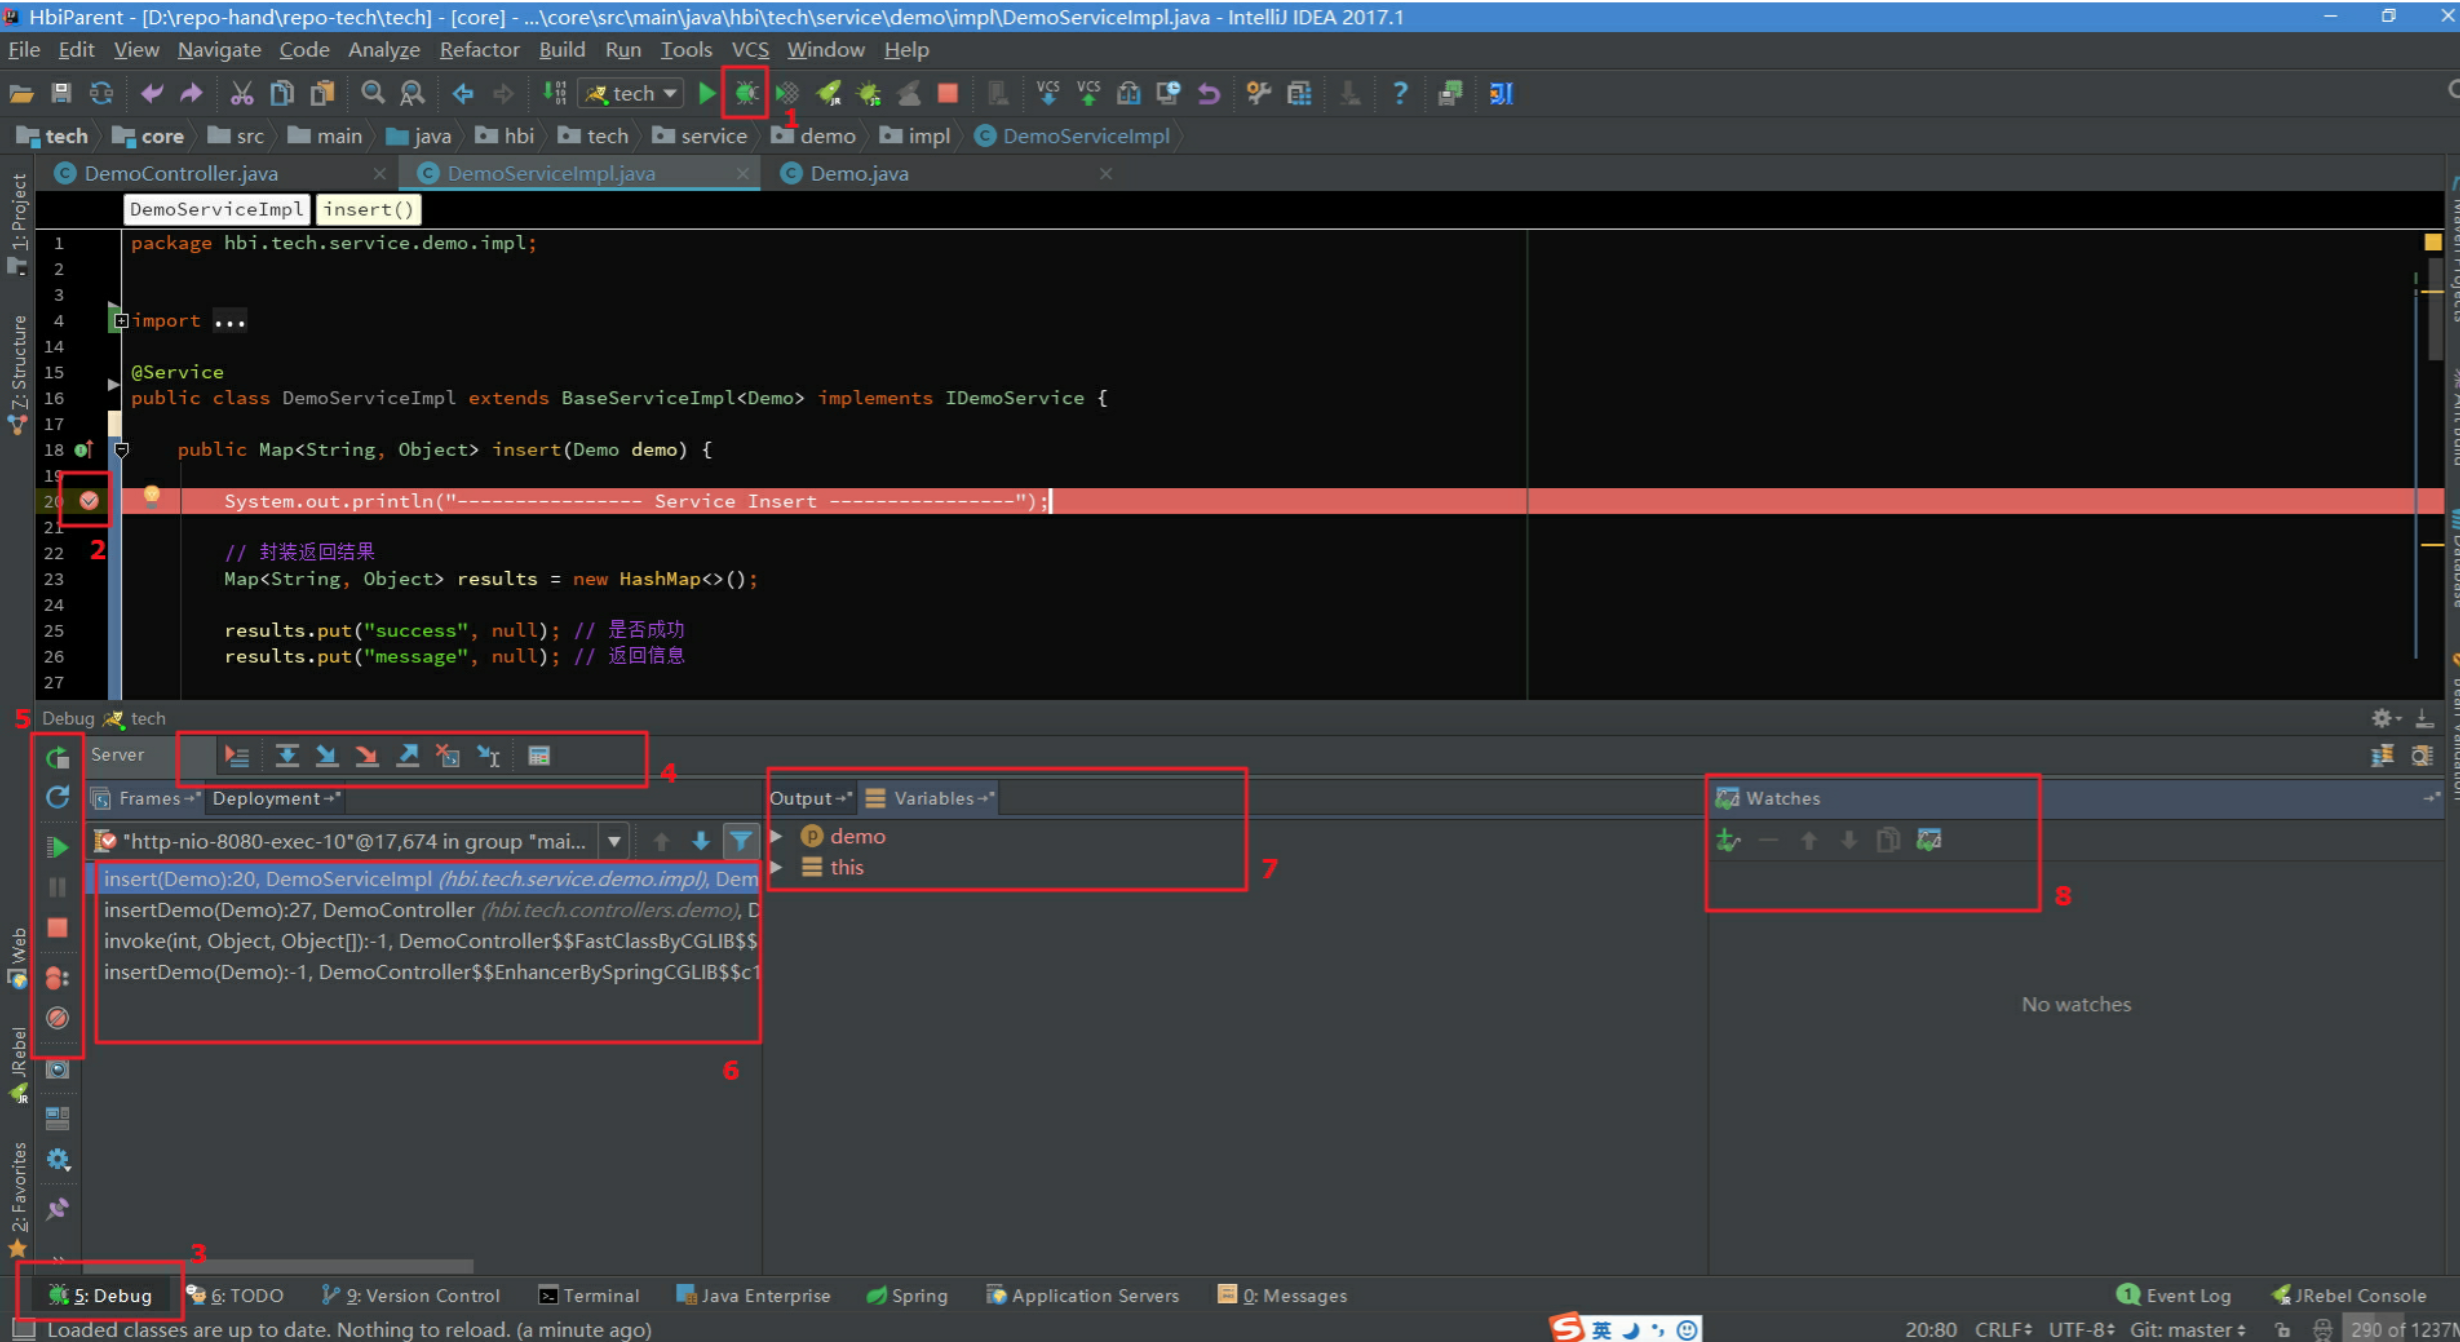 HbiParent - [D:\repo-hand\repo-tech\tech] - [core] - ...\core\src\main\java\hbi\tech\service\demo\impl\DemoServiceImpl.java - IntelliJ IDEA 2017.1
File Edit View Navigate Code Analyze Refactor Build Run Tools VCS Window Help
tech
VCS VCS
1
tech core src main java hbi tech service demo impl DemoServiceImpl
DemoController.java DemoServiceImpl.java Demo.java
DemoServiceImpl insert()
1 package hbi.tech.service.demo.impl;
2
3
4 import ...
14
15 @Service
16 public class DemoServiceImpl extends BaseServiceImpl<Demo> implements IDemoService {
17
18 public Map<String, Object> insert(Demo demo) {
19
20 System.out.println("---------------- Service Insert ----------------");
21
2
22 // 封装返回结果
23 Map<String, Object> results = new HashMap<>();
24
25 results.put("success", null); // 是否成功
26 results.put("message", null); // 返回信息
27
1: Project
7: Structure
Web
JRebel
2: Favorites
5
Debug tech
Server
4
Frames Deployment
Output Variables
Watches
"http-nio-8080-exec-10"@17,674 in group "mai...
insert(Demo):20, DemoServiceImpl (hbi.tech.service.demo.impl), Dem
insertDemo(Demo):27, DemoController (hbi.tech.controllers.demo), D
invoke(int, Object, Object[]):-1, DemoController$$FastClassByCGLIB$$
insertDemo(Demo):-1, DemoController$$EnhancerBySpringCGLIB$$c1
6
demo
this
7
8
No watches
3
5: Debug 6: TODO 9: Version Control Terminal Java Enterprise Spring Application Servers 0: Messages
1 Event Log JRebel Console
Loaded classes are up to date. Nothing to reload. (a minute ago)
英
20:80 CRLF UTF-8 Git: master 290 of 1237M